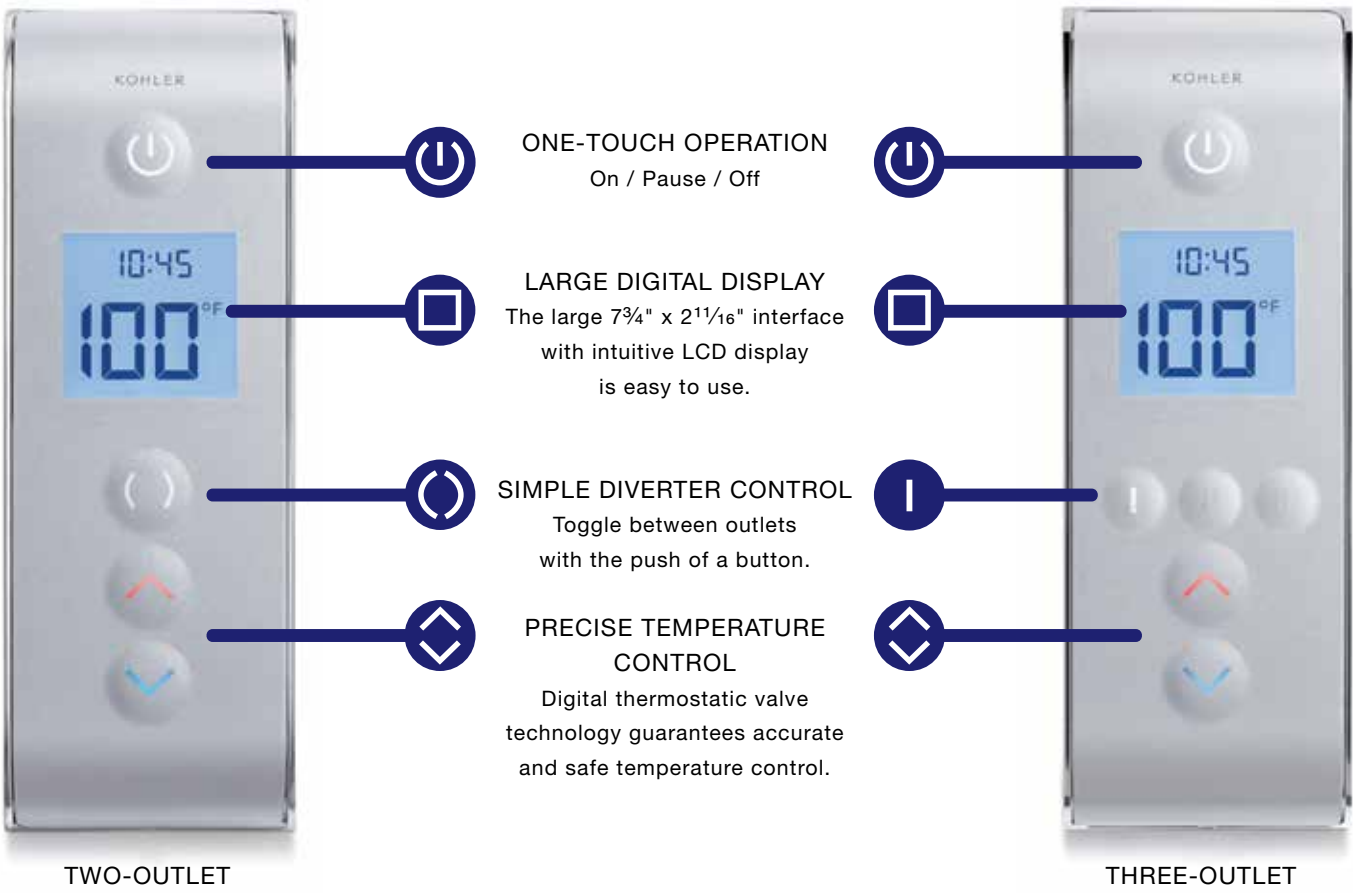 KOHLER
10:45
100°F
TWO-OUTLET
ONE-TOUCH OPERATION
On / Pause / Off
LARGE DIGITAL DISPLAY
The large 7¾" x 2¹¹⁄₁₆" interface
with intuitive LCD display
is easy to use.
SIMPLE DIVERTER CONTROL
Toggle between outlets
with the push of a button.
PRECISE TEMPERATURE
CONTROL
Digital thermostatic valve
technology guarantees accurate
and safe temperature control.
KOHLER
10:45
100°F
I
THREE-OUTLET